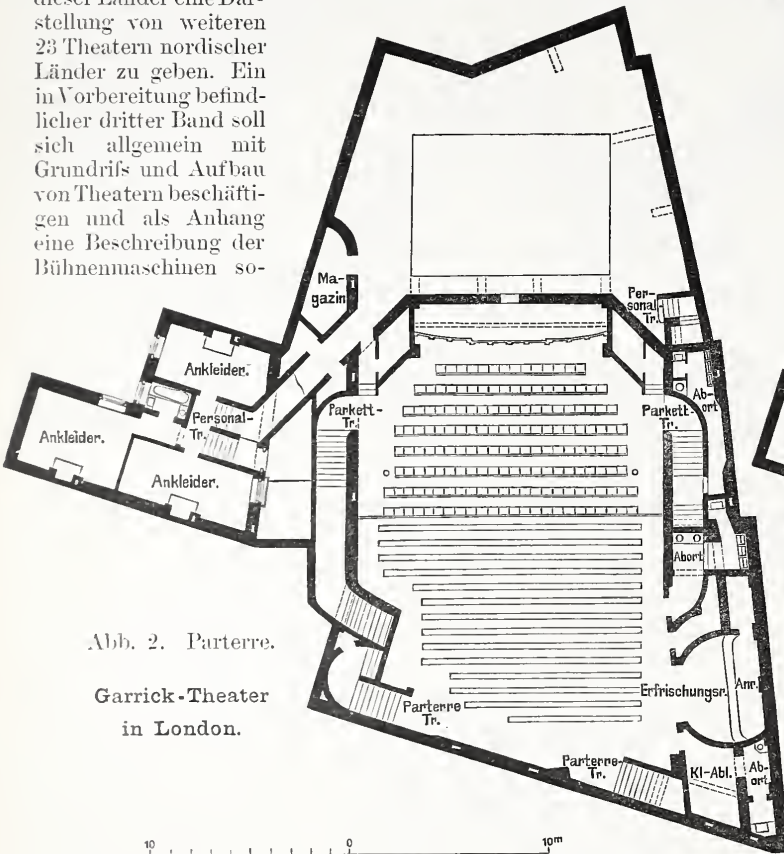 dieser Länder eine Dar-
stellung von weiteren
23 Theatern nordischer
Länder zu geben. Ein
in Vorbereitung befind-
licher dritter Band soll
sich allgemein mit
Grundriſs und Aufbau
von Theatern beschäfti-
gen und als Anhang
eine Beschreibung der
Bühnenmaschinen so-
Ma-
gazin
Per-
sonal-
Tr.
Ankleider.
Personal-
Tr.
Ankleider.
Ankleider.
Parkett-
Tr.
Parkett-
Tr.
Ab-
ort
Abort
Erfrischungsr.
Anr.
Parterre
Tr.
Parterre-
Tr.
Kl-Abl.
Ab-
ort
Abb. 2. Parterre.
Garrick-Theater
in London.
10 0 10m